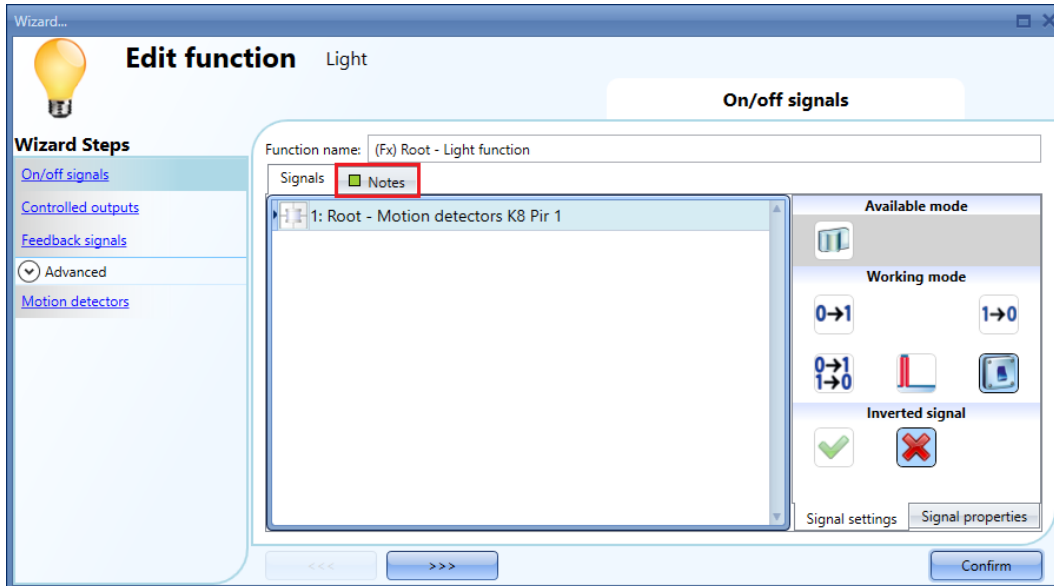 Wizard...
Edit function Light
On/off signals
Wizard Steps
On/off signals
Controlled outputs
Feedback signals
Advanced
Motion detectors
Function name: (Fx) Root - Light function
Signals Notes
1: Root - Motion detectors K8 Pir 1
Available mode
Working mode
0→1 1→0
0→1
1→0
Inverted signal
Signal settings Signal properties
<<< >>> Confirm